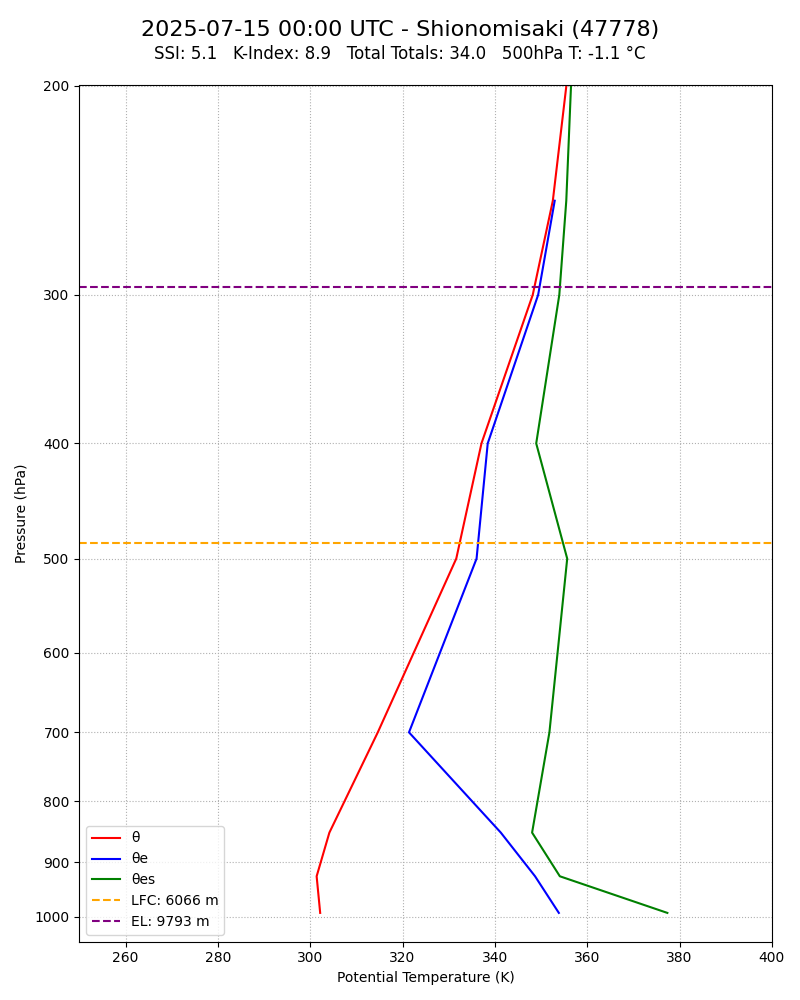 2025-07-15 00:00 UTC - Shionomisaki (47778)
SSI: 5.1   K-Index: 8.9   Total Totals: 34.0   500hPa T: -1.1 °C
200
300
400
500
600
700
800
900
1000
Pressure (hPa)
θ
θe
θes
LFC: 6066 m
EL: 9793 m
260 280 300 320 340 360 380 400
Potential Temperature (K)